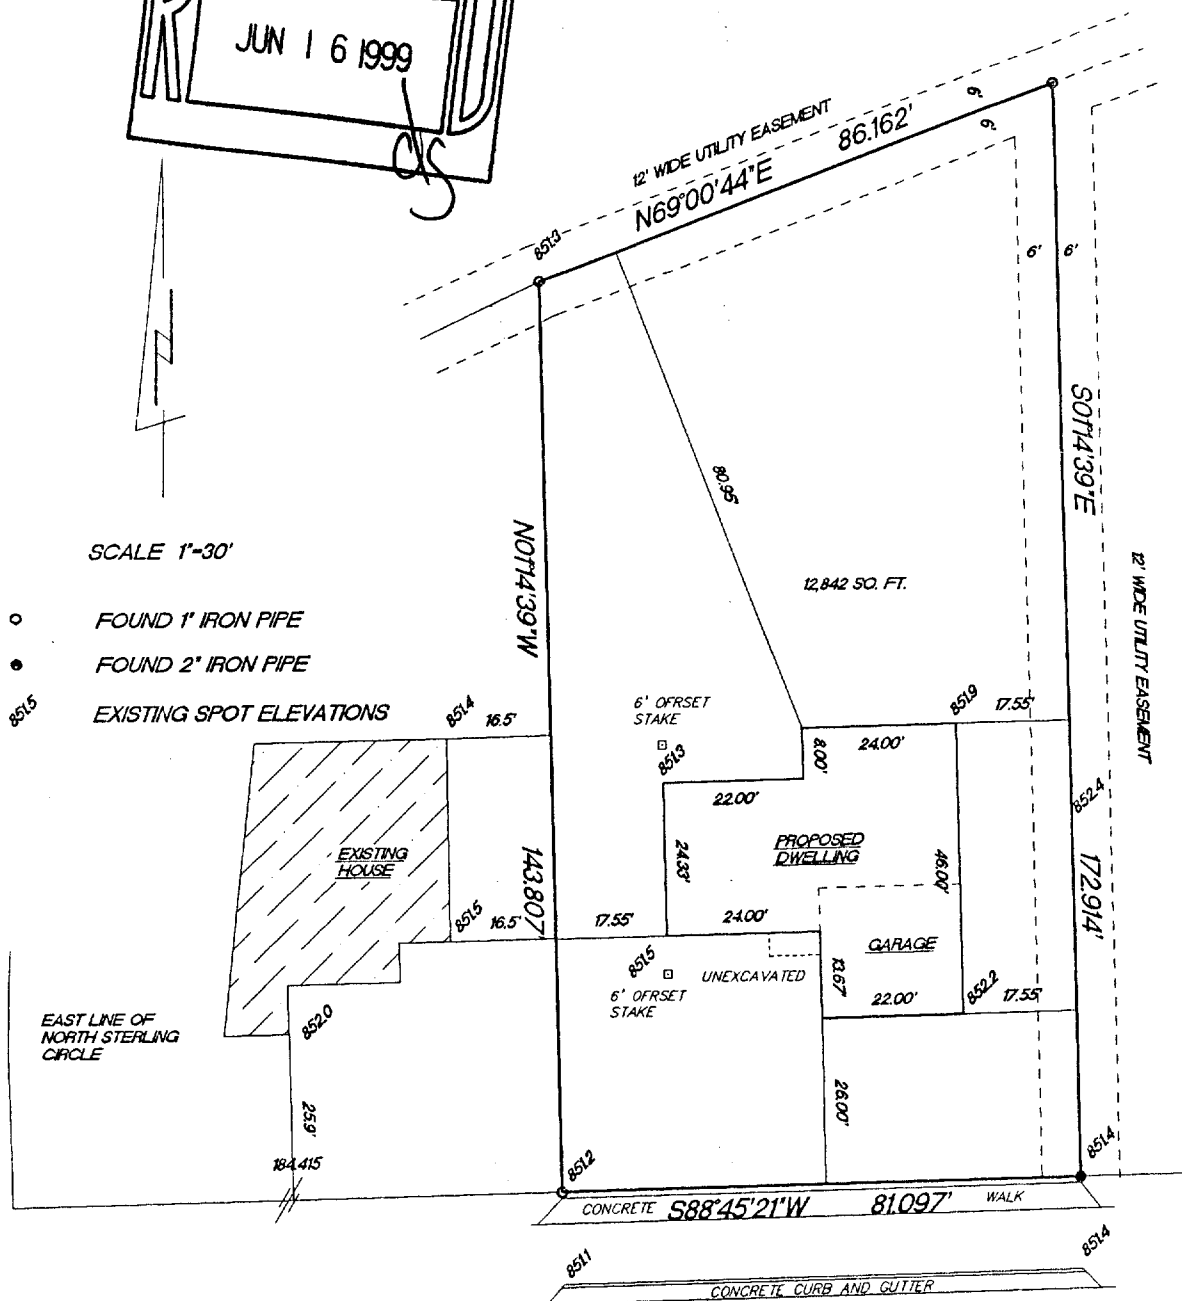 JUN 16 1999
12' WIDE UTILITY EASEMENT
86.162'
N69°00'44"E
6'
6'
851.3
6'
6'
80.95'
S01°14'39"E
N01°14'39"W
SCALE 1"=30'
12,842 SQ. FT.
12' WIDE UTILITY EASEMENT
FOUND 1" IRON PIPE
FOUND 2" IRON PIPE
851.5
EXISTING SPOT ELEVATIONS
851.4
16.5'
6' OFRSET
STAKE
851.3
851.9
17.55'
24.00'
8.00'
22.00'
852.4
EXISTING
HOUSE
143.807'
24.33'
PROPOSED
DWELLING
46.00'
172.914'
851.5
16.5'
17.55'
24.00'
GARAGE
851.5
UNEXCAVATED
13.67'
6' OFRSET
STAKE
22.00'
852.2
17.55'
EAST LINE OF
NORTH STERLING
CIRCLE
852.0
25.9'
26.00'
184.415
851.2
851.4
CONCRETE
S88°45'21"W
81.097'
WALK
851.1
851.4
CONCRETE CURB AND GUTTER